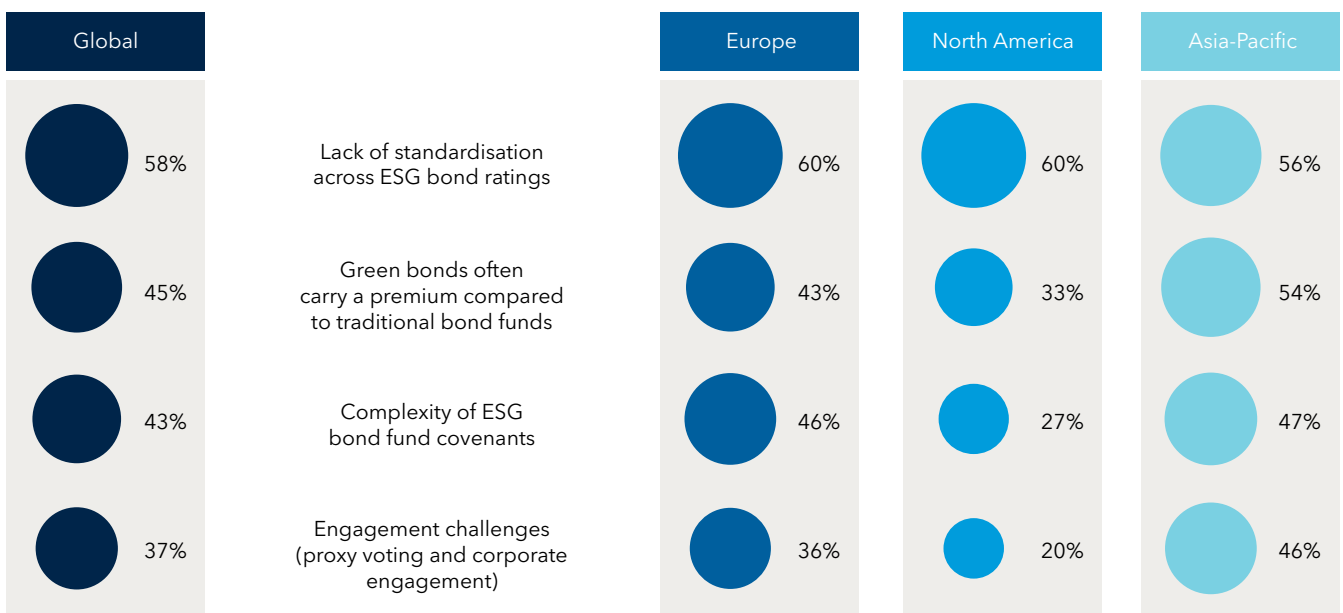 Global
Europe
North America
Asia-Pacific
58%
Lack of standardisation
across ESG bond ratings
60%
60%
56%
45%
Green bonds often
carry a premium compared
to traditional bond funds
43%
33%
54%
43%
Complexity of ESG
bond fund covenants
46%
27%
47%
37%
Engagement challenges
(proxy voting and corporate
engagement)
36%
20%
46%